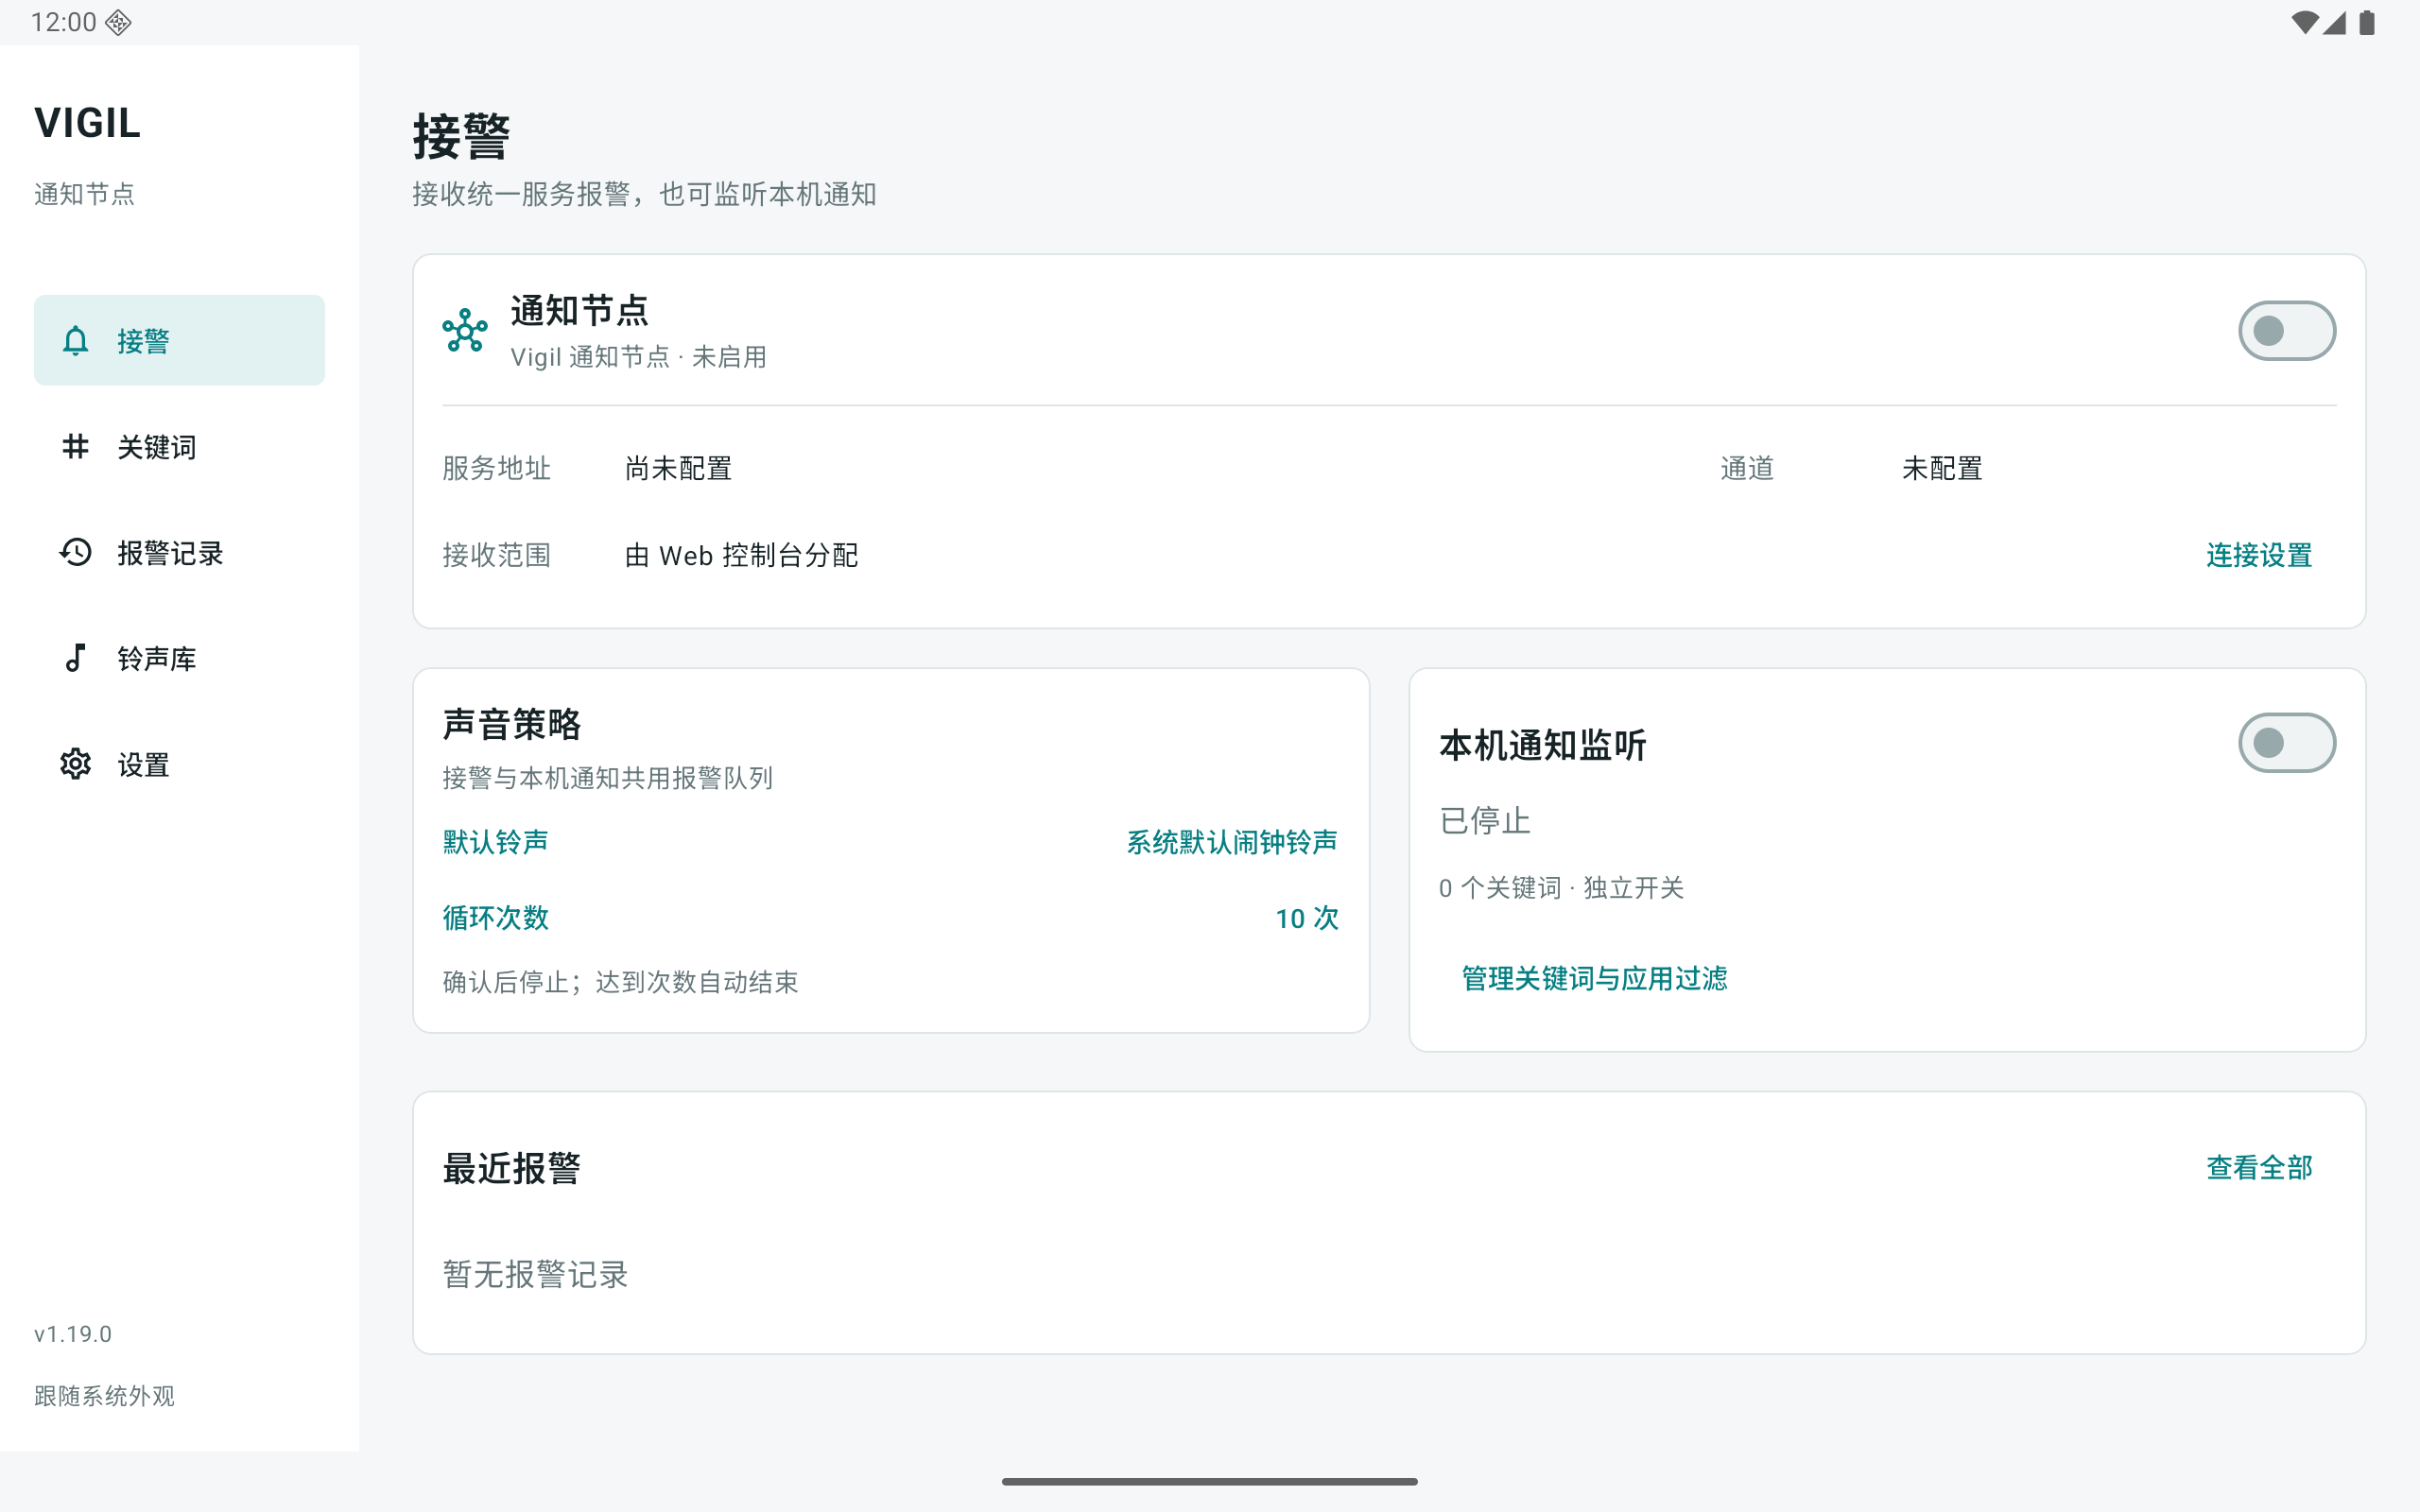 12:00
VIGIL
通知节点
接警
关键词
报警记录
铃声库
设置
v1.19.0
跟随系统外观
接警
接收统一服务报警，也可监听本机通知
通知节点
Vigil 通知节点 · 未启用
服务地址 尚未配置 通道 未配置
接收范围 由 Web 控制台分配 连接设置
声音策略
接警与本机通知共用报警队列
默认铃声 系统默认闹钟铃声
循环次数 10 次
确认后停止；达到次数自动结束
本机通知监听
已停止
0 个关键词 · 独立开关
管理关键词与应用过滤
最近报警 查看全部
暂无报警记录